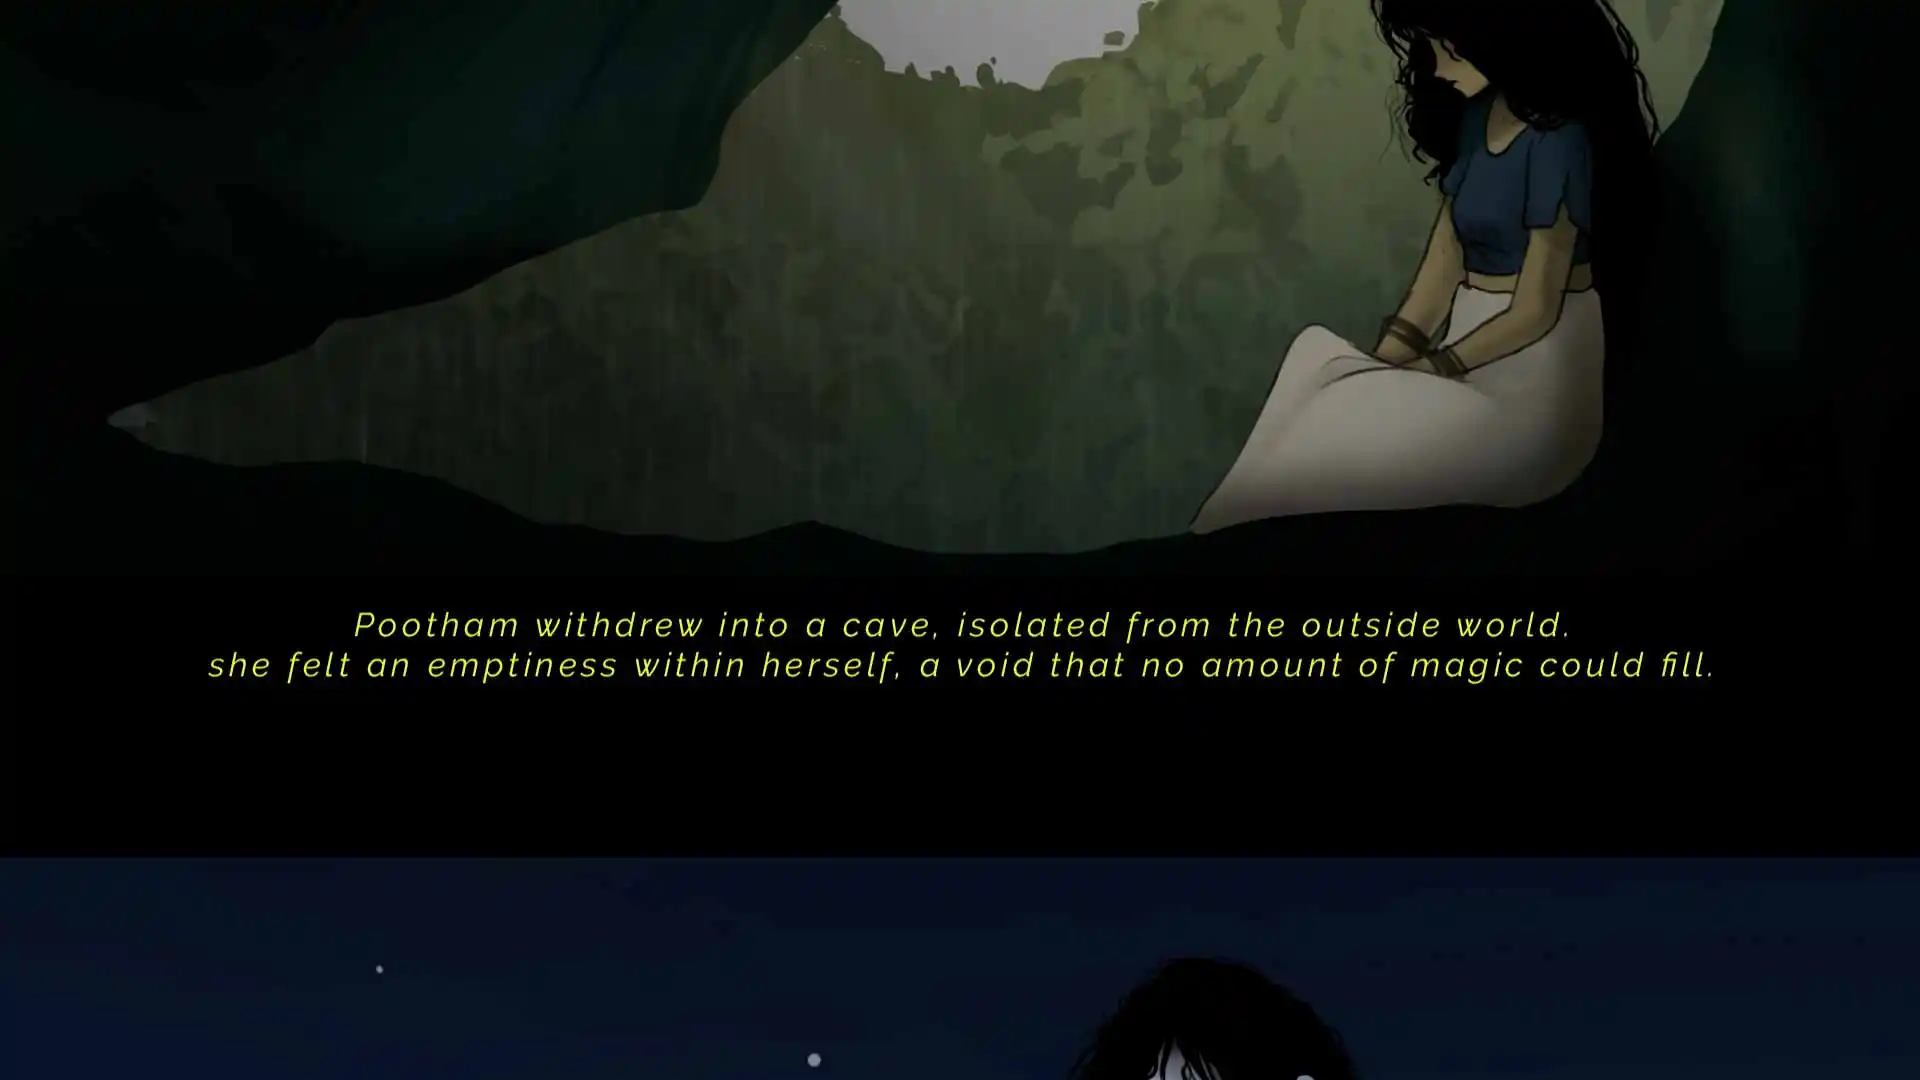 Pootham withdrew into a cave, isolated from the outside world.
she felt an emptiness within herself, a void that no amount of magic could fill.